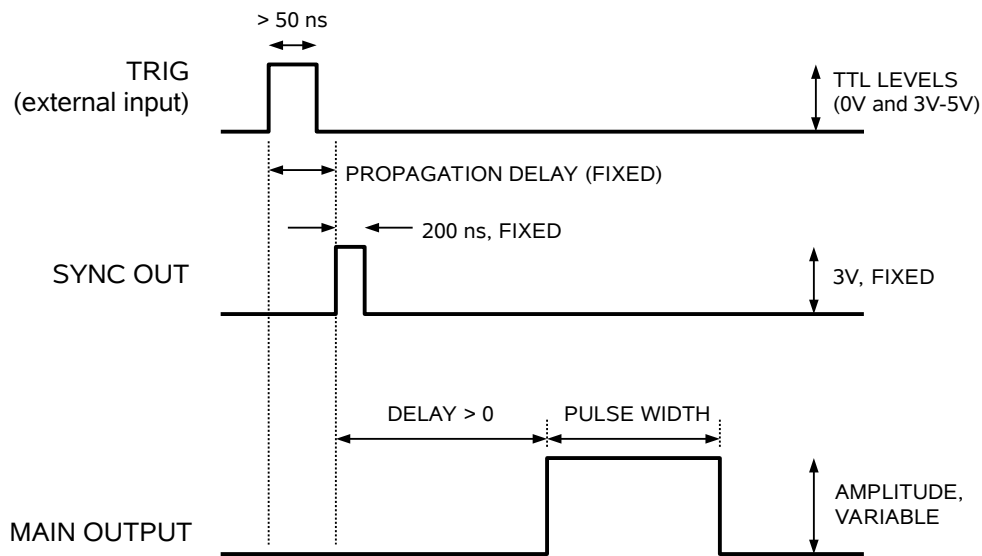 > 50 ns
TRIG
(external input)
TTL LEVELS
(0V and 3V-5V)
PROPAGATION DELAY (FIXED)
200 ns, FIXED
SYNC OUT
3V, FIXED
DELAY > 0
PULSE WIDTH
MAIN OUTPUT
AMPLITUDE,
VARIABLE